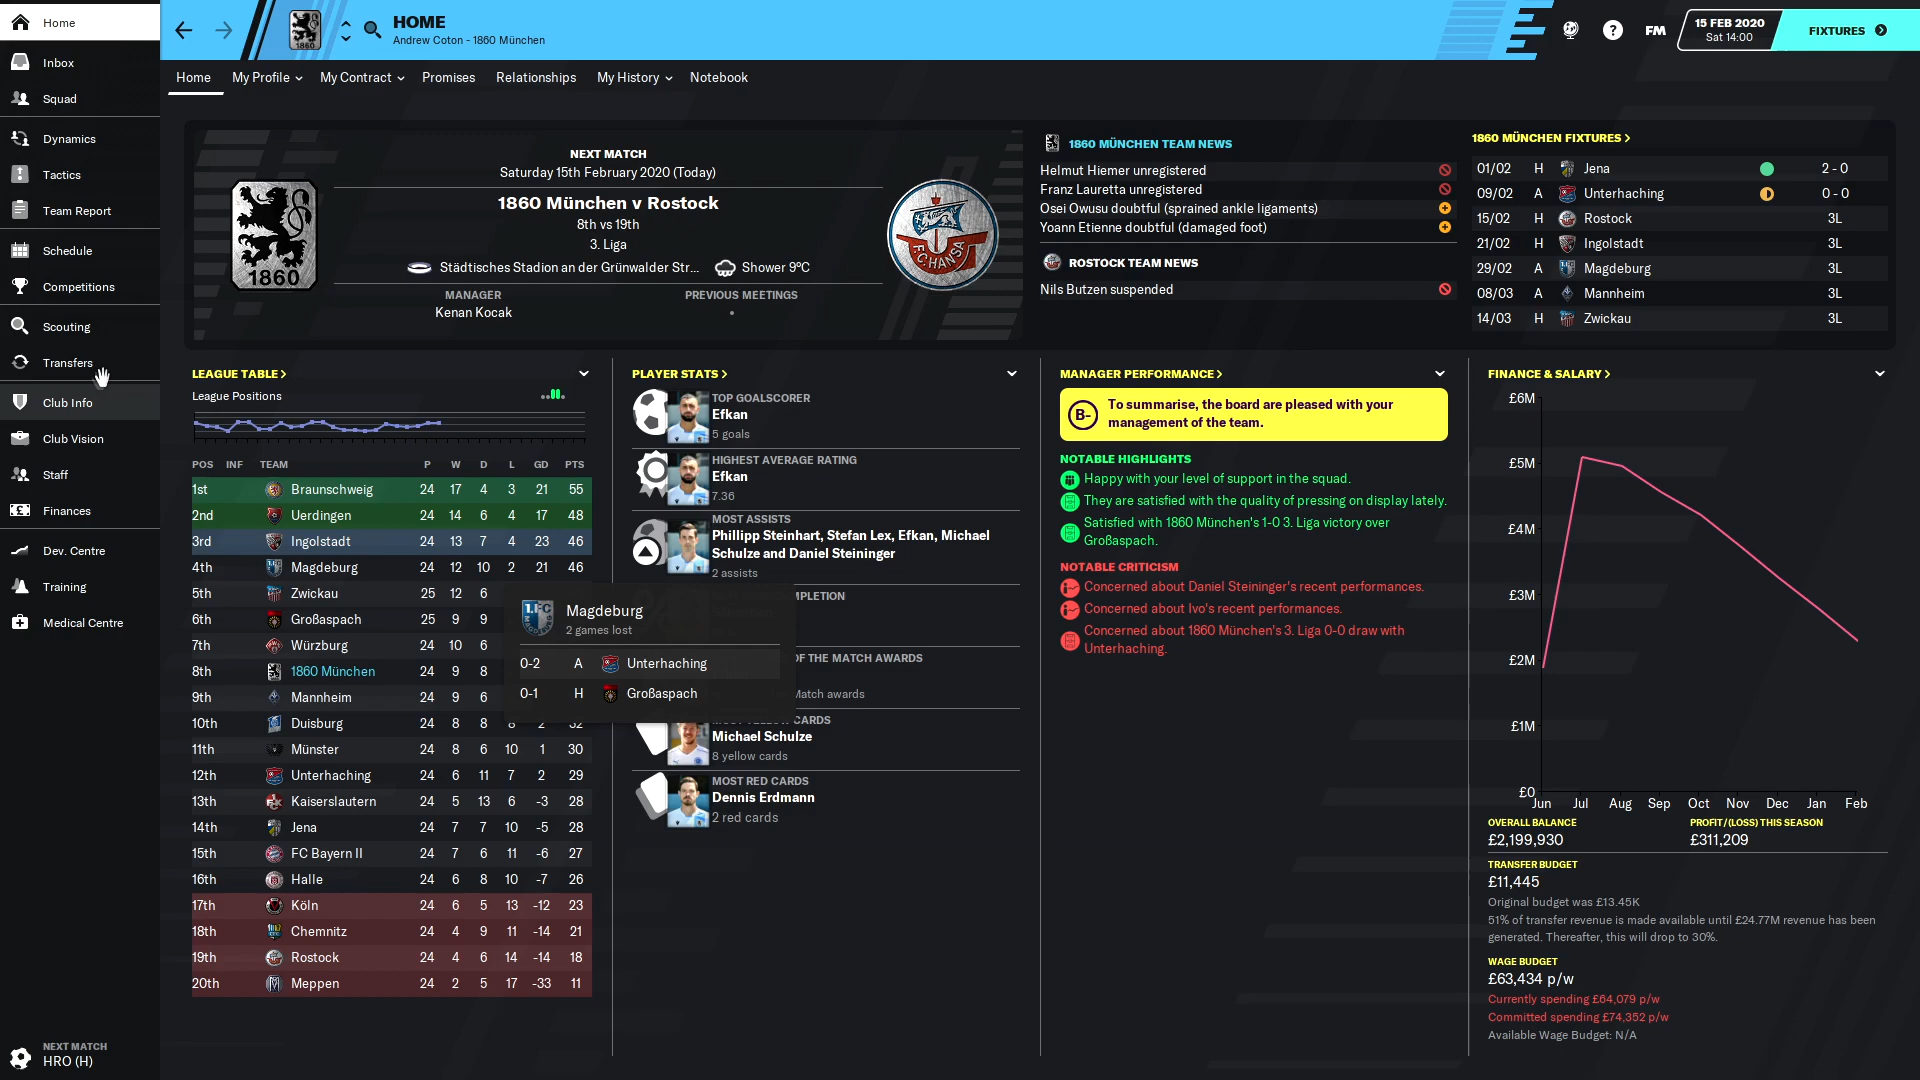 Home
Inbox
Squad
Dynamics
Tactics
Team Report
Schedule
Competitions
Scouting
Transfers
Club Info
Club Vision
Staff
Finances
Dev. Centre
Training
Medical Centre
NEXT MATCH
HRO (H)
1860
HOME
Andrew Coton - 1860 München
FM
15 FEB 2020
Sat 14:00
FIXTURES
Home My Profile My Contract Promises Relationships My History Notebook
NEXT MATCH
Saturday 15th February 2020 (Today)
1860 München v Rostock
8th vs 19th
3. Liga
Städtisches Stadion an der Grünwalder Str... Shower 9ºC
MANAGER
Kenan Kocak
PREVIOUS MEETINGS
1860
F.C. HANSA
1860 MÜNCHEN TEAM NEWS
Helmut Hiemer unregistered
Franz Lauretta unregistered
Osei Owusu doubtful (sprained ankle ligaments)
Yoann Etienne doubtful (damaged foot)
ROSTOCK TEAM NEWS
Nils Butzen suspended
1860 MÜNCHEN FIXTURES >
01/02 H Jena 2 - 0
09/02 A Unterhaching 0 - 0
15/02 H Rostock 3L
21/02 H Ingolstadt 3L
29/02 A Magdeburg 3L
08/03 A Mannheim 3L
14/03 H Zwickau 3L
LEAGUE TABLE >
League Positions
POS INF TEAM P W D L GD PTS
1st Braunschweig 24 17 4 3 21 55
2nd Uerdingen 24 14 6 4 17 48
3rd Ingolstadt 24 13 7 4 23 46
4th Magdeburg 24 12 10 2 21 46
5th Zwickau 25 12 6
6th Großaspach 25 9 9
7th Würzburg 24 10 6
8th 1860 München 24 9 8
9th Mannheim 24 9 6
10th Duisburg 24 8 8 8 2 32
11th Münster 24 8 6 10 1 30
12th Unterhaching 24 6 11 7 2 29
13th Kaiserslautern 24 5 13 6 -3 28
14th Jena 24 7 7 10 -5 28
15th FC Bayern II 24 7 6 11 -6 27
16th Halle 24 6 8 10 -7 26
17th Köln 24 6 5 13 -12 23
18th Chemnitz 24 4 9 11 -14 21
19th Rostock 24 4 6 14 -14 18
20th Meppen 24 2 5 17 -33 11
Magdeburg
2 games lost
0-2 A Unterhaching
0-1 H Großaspach
PLAYER STATS >
TOP GOALSCORER
Efkan
5 goals
HIGHEST AVERAGE RATING
Efkan
7.36
MOST ASSISTS
Phillipp Steinhart, Stefan Lex, Efkan, Michael
Schulze and Daniel Steininger
2 assists
MPLETION
OF THE MATCH AWARDS
Match awards
MOST YELLOW CARDS
Michael Schulze
8 yellow cards
MOST RED CARDS
Dennis Erdmann
2 red cards
MANAGER PERFORMANCE >
B-
To summarise, the board are pleased with your
management of the team.
NOTABLE HIGHLIGHTS
Happy with your level of support in the squad.
They are satisfied with the quality of pressing on display lately.
Satisfied with 1860 München's 1-0 3. Liga victory over
Großaspach.
NOTABLE CRITICISM
Concerned about Daniel Steininger's recent performances.
Concerned about Ivo's recent performances.
Concerned about 1860 München's 3. Liga 0-0 draw with
Unterhaching.
FINANCE & SALARY >
£6M
£5M
£4M
£3M
£2M
£1M
£0
Jun Jul Aug Sep Oct Nov Dec Jan Feb
OVERALL BALANCE PROFIT/(LOSS) THIS SEASON
£2,199,930 £311,209
TRANSFER BUDGET
£11,445
Original budget was £13.45K
51% of transfer revenue is made available until £24.77M revenue has been
generated. Thereafter, this will drop to 30%.
WAGE BUDGET
£63,434 p/w
Currently spending £64,079 p/w
Committed spending £74,352 p/w
Available Wage Budget: N/A